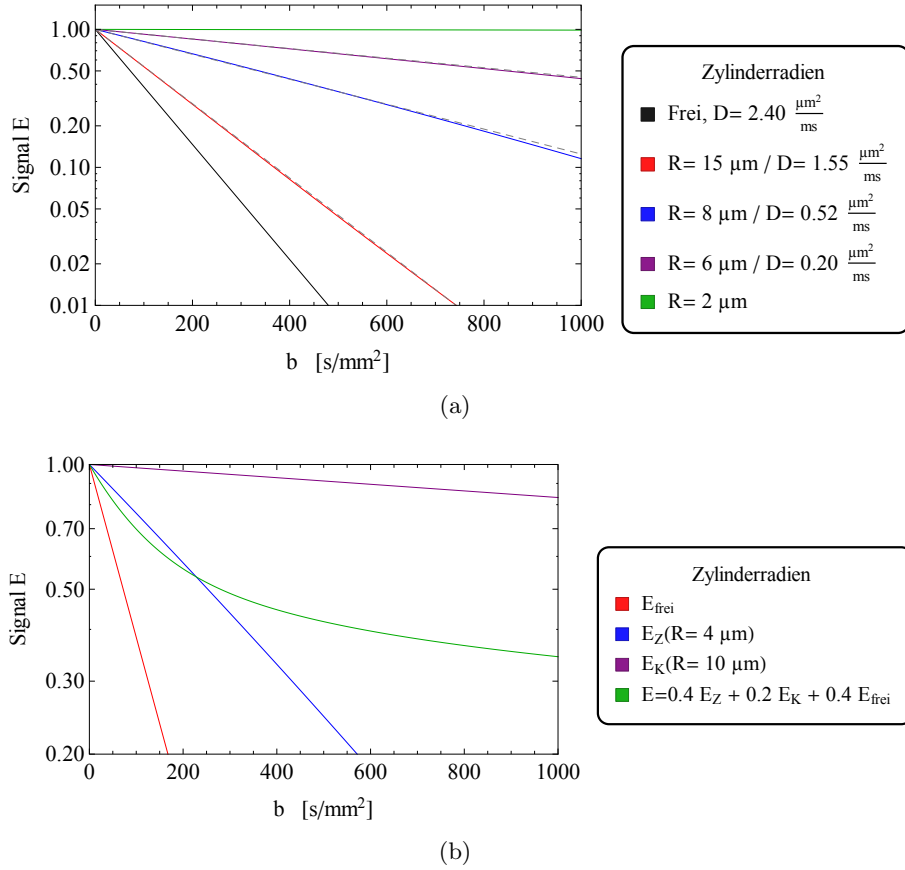 1.00
0.50
0.20
0.10
0.05
0.02
0.01
Signal E
0 200 400 600 800 1000
b [s/mm²]
Zylinderradien
Frei, D= 2.40 µm²/ms
R= 15 µm / D= 1.55 µm²/ms
R= 8 µm / D= 0.52 µm²/ms
R= 6 µm / D= 0.20 µm²/ms
R= 2 µm
(a)
1.00
0.70
0.50
0.30
0.20
Signal E
0 200 400 600 800 1000
b [s/mm²]
Zylinderradien
E_frei
E_Z(R= 4 µm)
E_K(R= 10 µm)
E=0.4 E_Z + 0.2 E_K + 0.4 E_frei
(b)